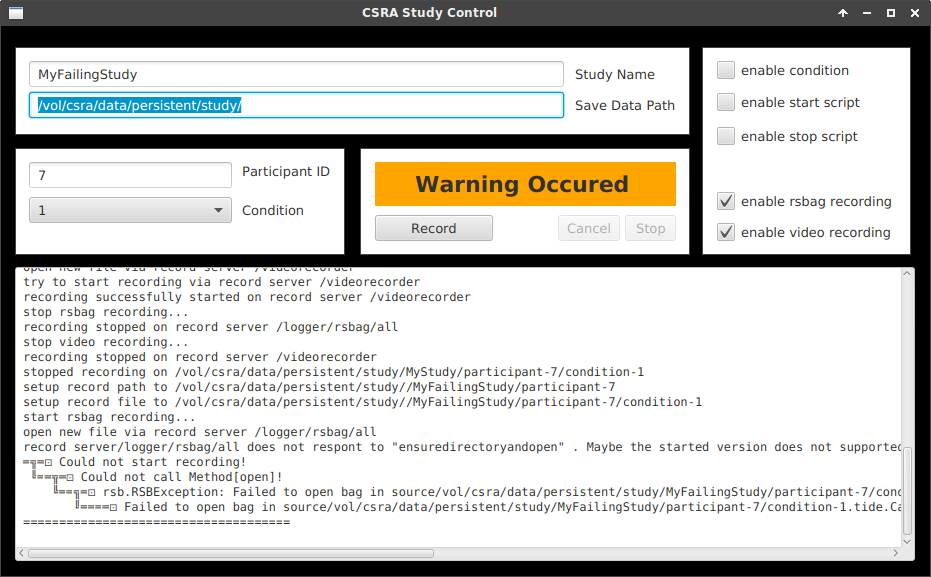 CSRA Study Control
MyFailingStudy
Study Name
/vol/csra/data/persistent/study/
Save Data Path
enable condition
enable start script
enable stop script
enable rsbag recording
enable video recording
7
Participant ID
1
Condition
Warning Occured
Record
Cancel
Stop
open new file via record server /videorecorder
try to start recording via record server /videorecorder
recording successfully started on record server /videorecorder
stop rsbag recording...
recording stopped on record server /logger/rsbag/all
stop video recording...
recording stopped on record server /videorecorder
stopped recording on /vol/csra/data/persistent/study/MyStudy/participant-7/condition-1
setup record path to /vol/csra/data/persistent/study//MyFailingStudy/participant-7
setup record file to /vol/csra/data/persistent/study//MyFailingStudy/participant-7/condition-1
start rsbag recording...
open new file via record server /logger/rsbag/all
record server/logger/rsbag/all does not respont to "ensuredirectoryandopen" . Maybe the started version does not supported
═╦═⊡ Could not start recording!
╚══╦═⊡ Could not call Method[open]!
╚══╦═⊡ rsb.RSBException: Failed to open bag in source/vol/csra/data/persistent/study/MyFailingStudy/participant-7/cond
╚════⊡ Failed to open bag in source/vol/csra/data/persistent/study/MyFailingStudy/participant-7/condition-1.tide.Ca
=====================================